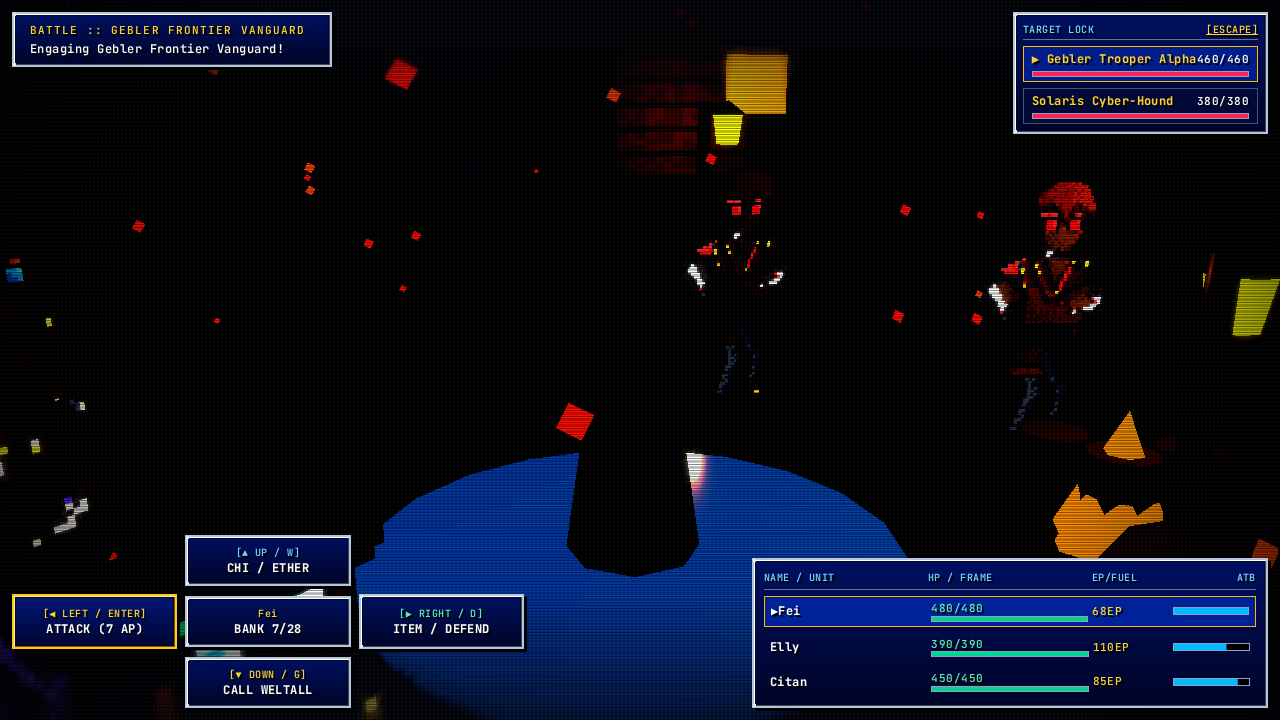 BATTLE :: GEBLER FRONTIER VANGUARD
Engaging Gebler Frontier Vanguard!
TARGET LOCK [ESCAPE]
▶ Gebler Trooper Alpha 460/460
Solaris Cyber-Hound 380/380
[▲ UP / W]
CHI / ETHER
[◀ LEFT / ENTER]
ATTACK (7 AP)
Fei
BANK 7/28
[▶ RIGHT / D]
ITEM / DEFEND
[▼ DOWN / G]
CALL WELTALL
NAME / UNIT HP / FRAME EP/FUEL ATB
▶Fei 480/480 68EP
Elly 390/390 110EP
Citan 450/450 85EP